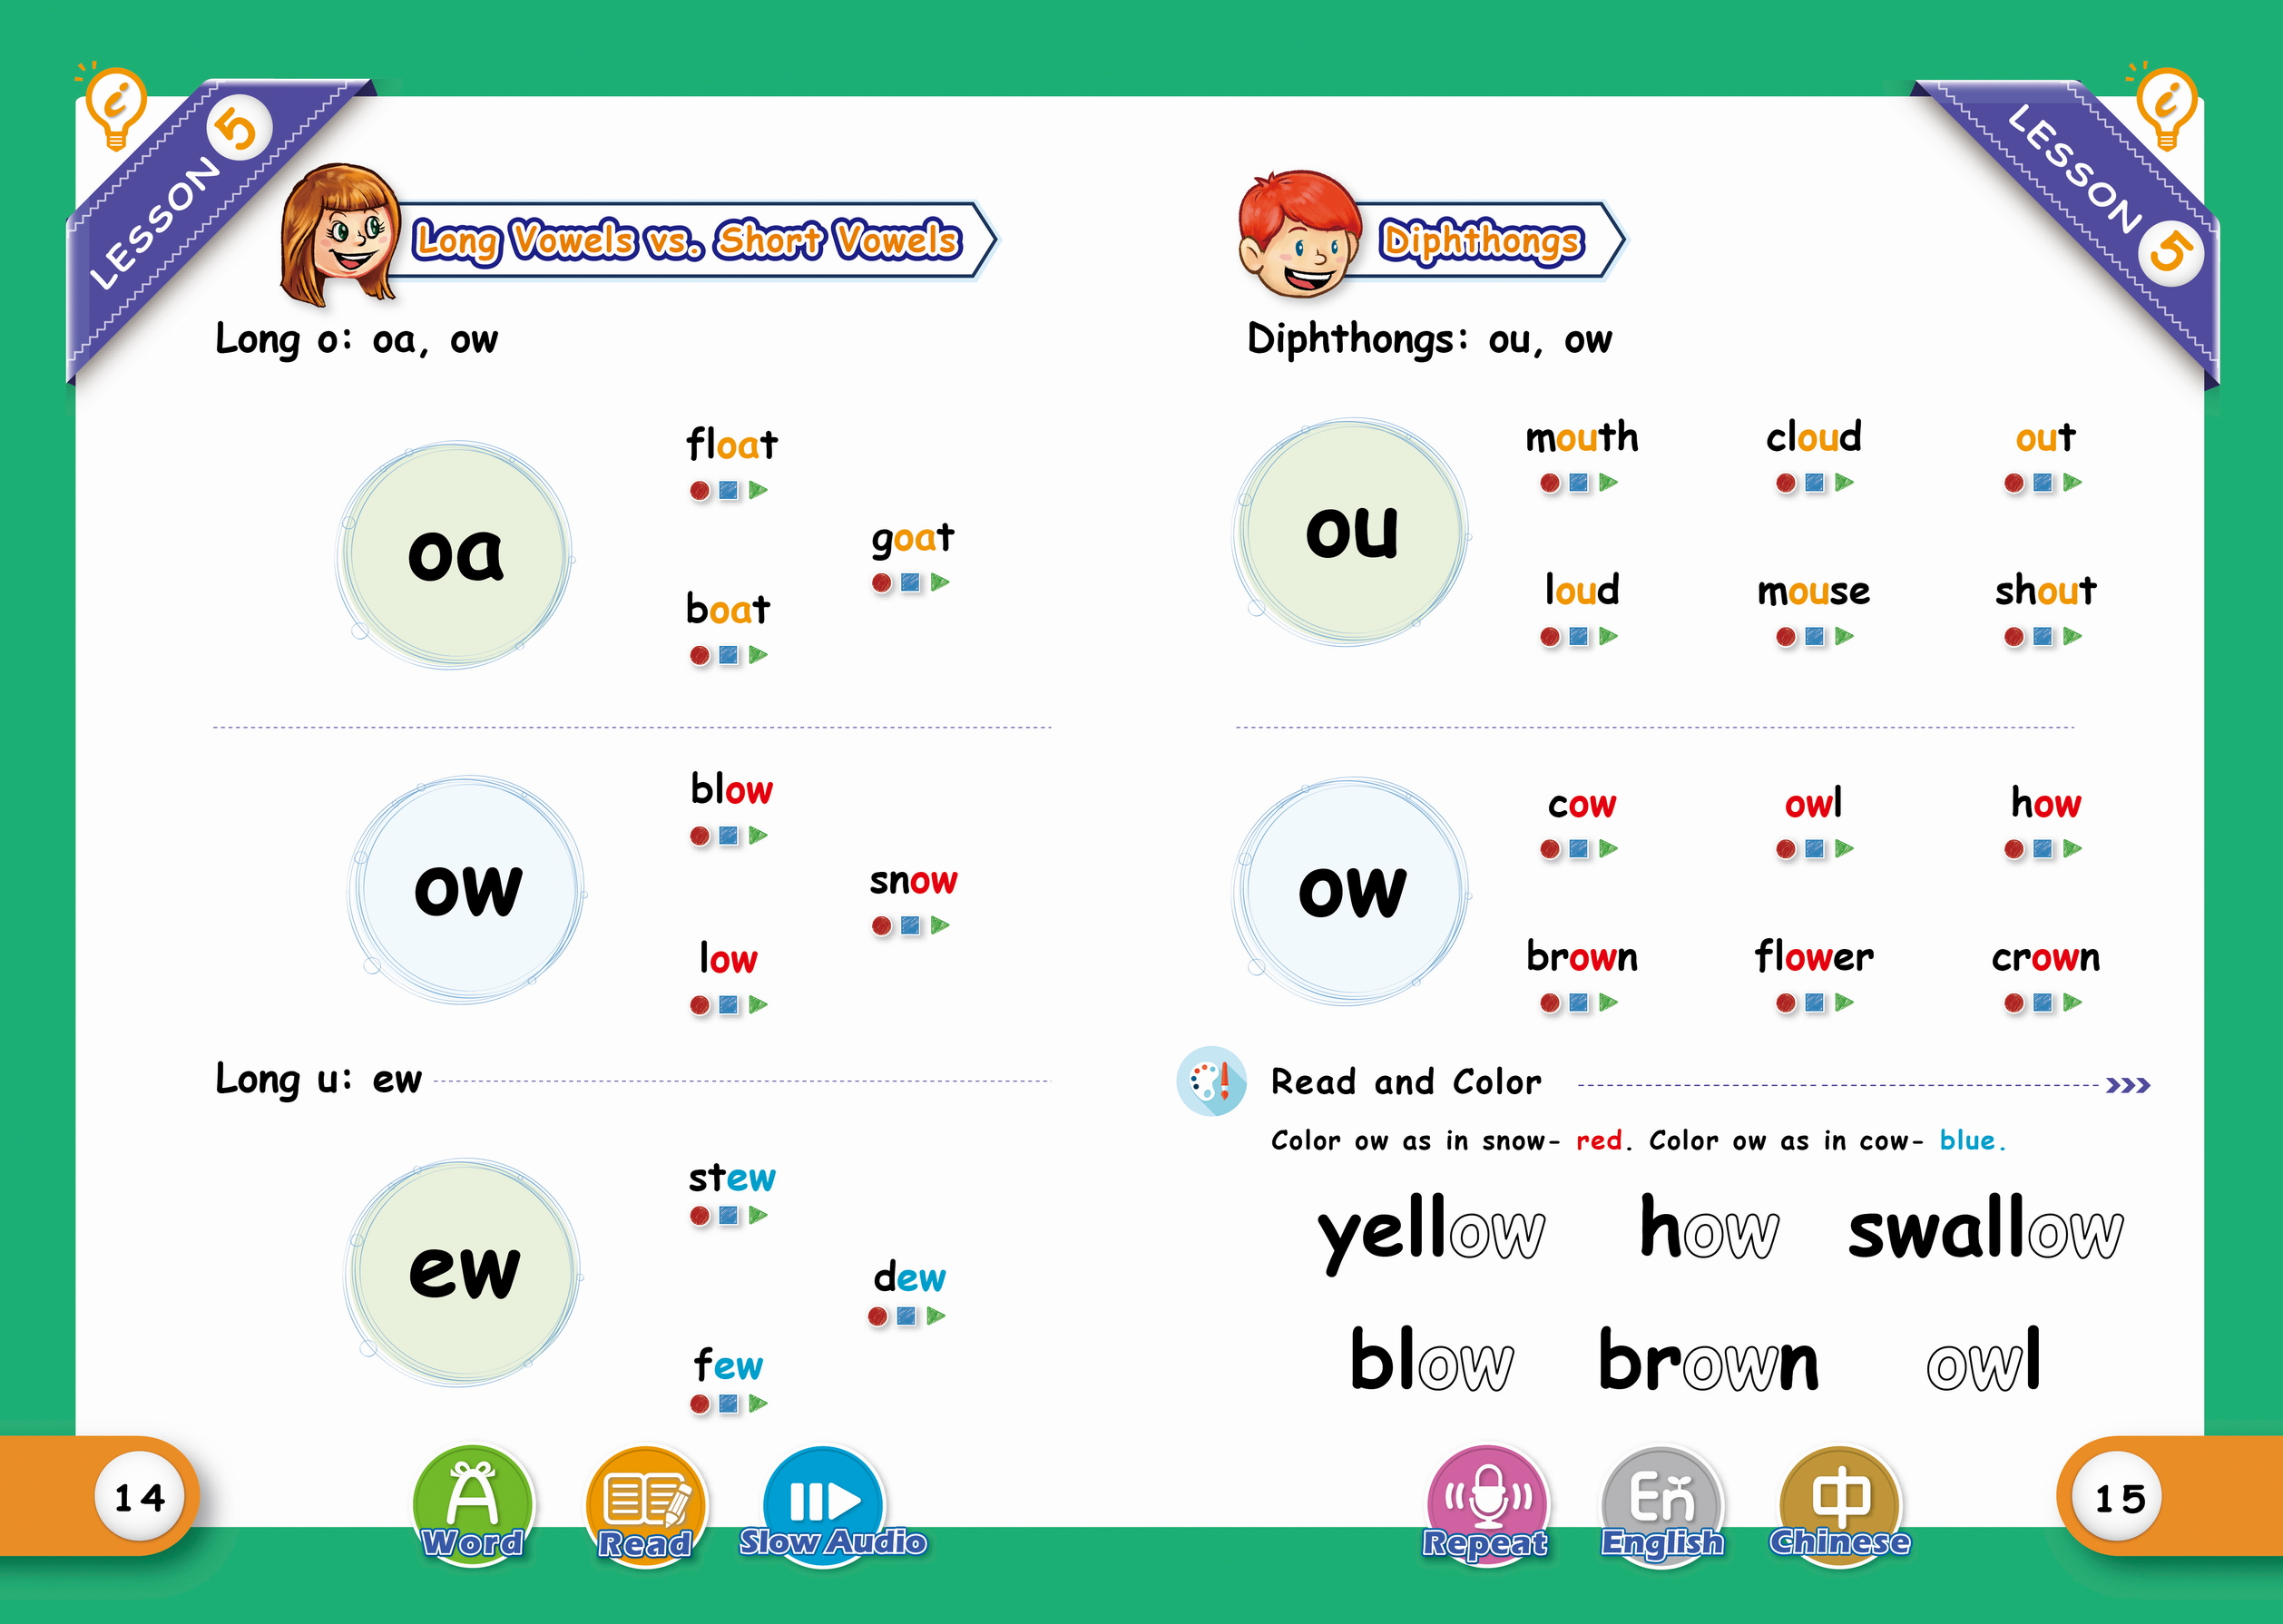 LESSON 5
Long Vowels vs. Short Vowels
Long o: oa, ow
oa
float
goat
boat
ow
blow
snow
low
Long u: ew
ew
stew
dew
few
14
Word
Read
Slow Audio
LESSON 5
Diphthongs
Diphthongs: ou, ow
ou
mouth cloud out
loud mouse shout
ow
cow owl how
brown flower crown
Read and Color
Color ow as in snow- red. Color ow as in cow- blue.
yellow how swallow
blow brown owl
En
中
Repeat
English
Chinese
15